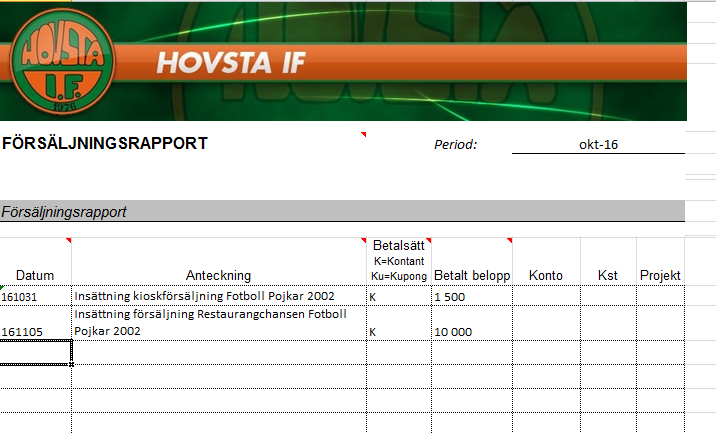 HOVSTA
I.F.
1926
HOVSTA IF
FÖRSÄLJNINGSRAPPORT
Period: okt-16
Försäljningsrapport
Datum Anteckning Betalsätt K=Kontant Ku=Kupong Betalt belopp Konto Kst Projekt
161031 Insättning kioskförsäljning Fotboll Pojkar 2002 K 1 500
Insättning försäljning Restaurangchansen Fotboll
161105 Pojkar 2002 K 10 000